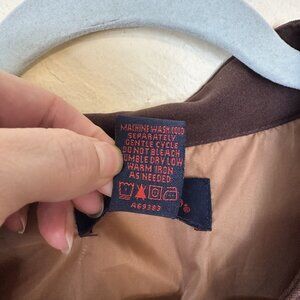 MACHINE WASH COLD
SEPARATELY
GENTLE CYCLE
DO NOT BLEACH
TUMBLE DRY LOW
WARM IRON
AS NEEDED
A69383